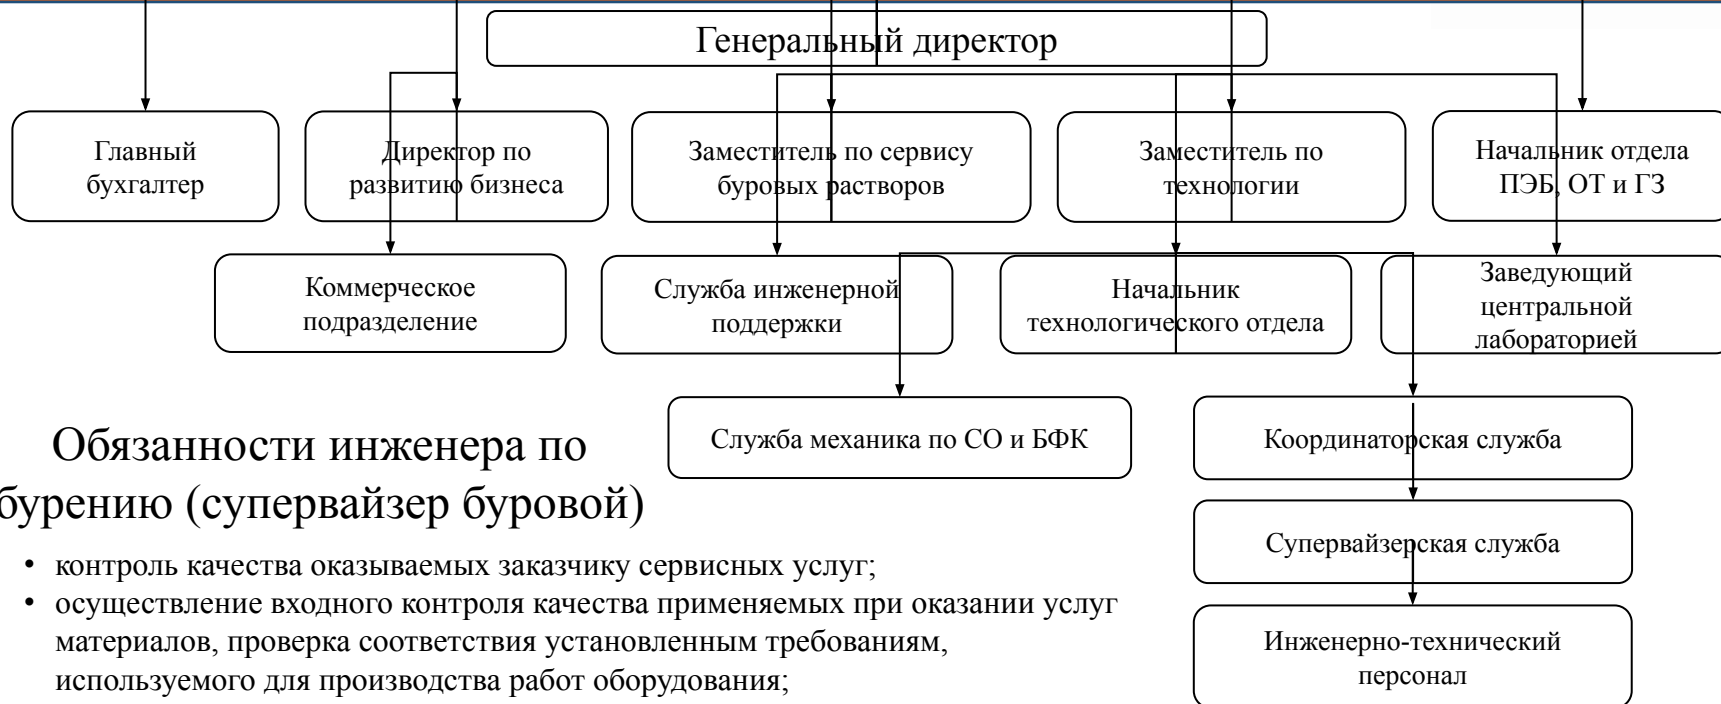 Генеральный директор
Главный
бухгалтер
Директор по
развитию бизнеса
Заместитель по сервису
буровых растворов
Заместитель по
технологии
Начальник отдела
ПЭБ, ОТ и ГЗ
Коммерческое
подразделение
Служба инженерной
поддержки
Начальник
технологического отдела
Заведующий
центральной
лабораторией
Служба механика по СО и БФК
Координаторская служба
Супервайзерская служба
Инженерно-технический
персонал
Обязанности инженера по
бурению (супервайзер буровой)
• контроль качества оказываемых заказчику сервисных услуг;
• осуществление входного контроля качества применяемых при оказании услуг
материалов, проверка соответствия установленным требованиям,
используемого для производства работ оборудования;